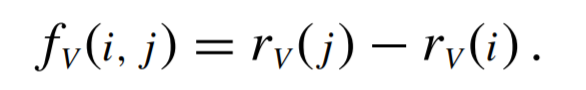 f_V(i, j) = r_V(j) − r_V(i).